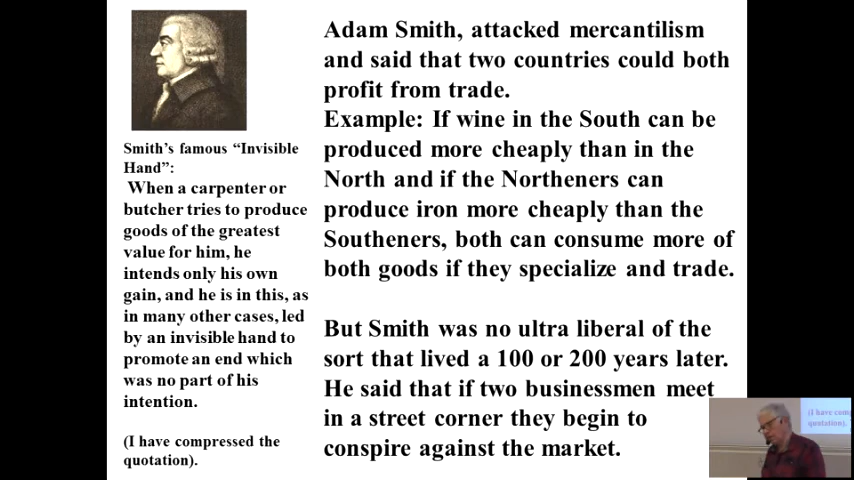 Smith's famous “Invisible
Hand”:
When a carpenter or
butcher tries to produce
goods of the greatest
value for him, he
intends only his own
gain, and he is in this, as
in many other cases, led
by an invisible hand to
promote an end which
was no part of his
intention.
(I have compressed the
quotation).
Adam Smith, attacked mercantilism
and said that two countries could both
profit from trade.
Example: If wine in the South can be
produced more cheaply than in the
North and if the Northeners can
produce iron more cheaply than the
Southeners, both can consume more of
both goods if they specialize and trade.
But Smith was no ultra liberal of the
sort that lived a 100 or 200 years later.
He said that if two businessmen meet
in a street corner they begin to
conspire against the market.
(I have comp
quotation).